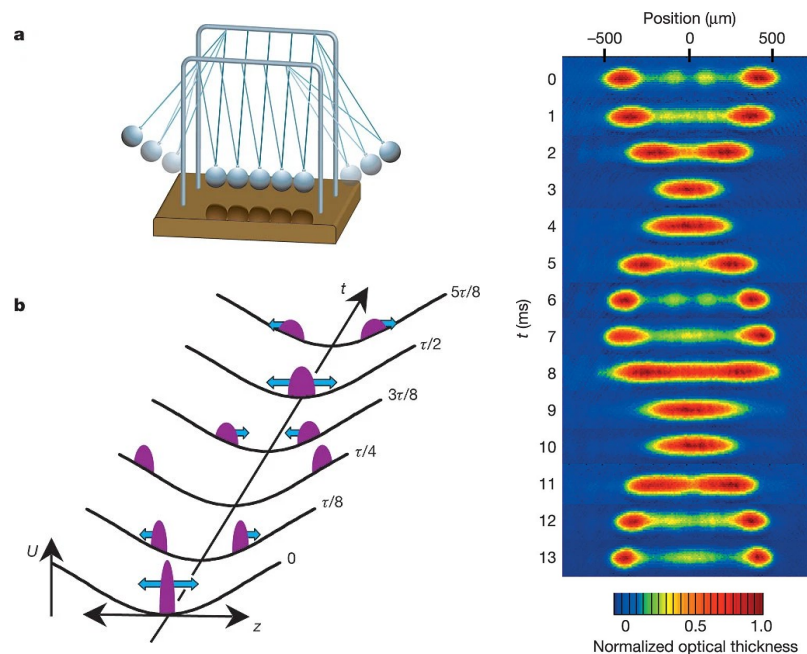 a
b
t
5τ/8
τ/2
3τ/8
τ/4
τ/8
0
U
z
Position (μm)
−500 0 500
t (ms)
0
1
2
3
4
5
6
7
8
9
10
11
12
13
0 0.5 1.0
Normalized optical thickness